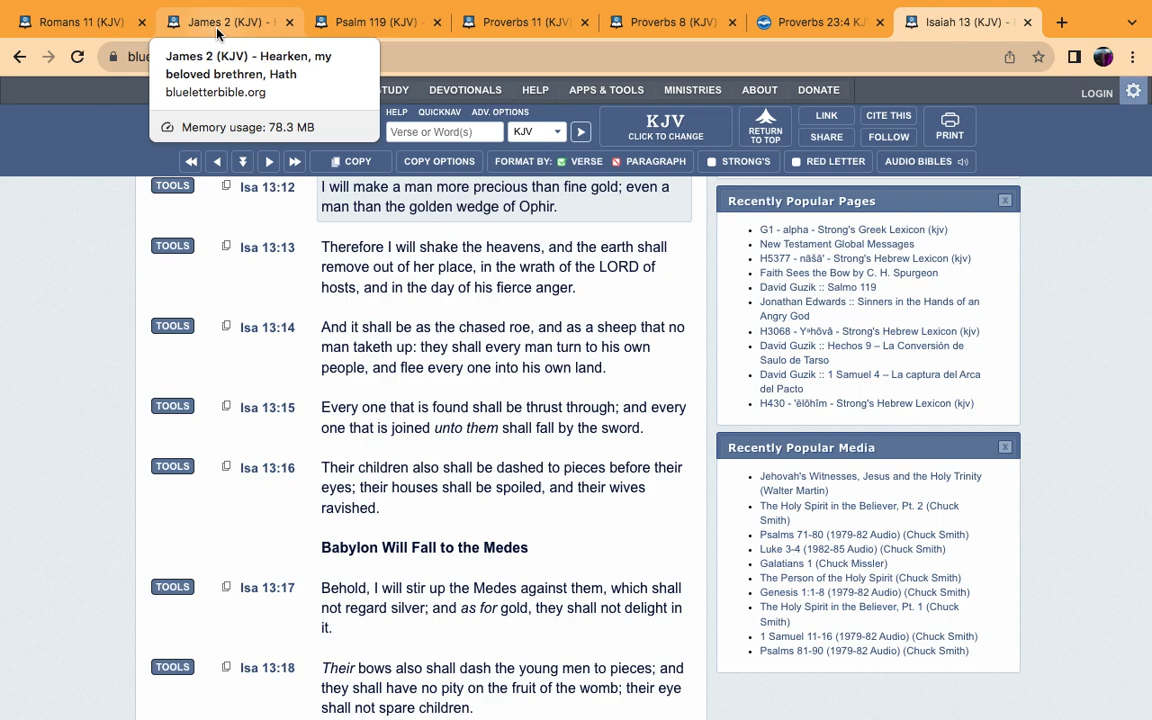 Romans 11 (KJV)
James 2 (KJV) -
Psalm 119 (KJV)
Proverbs 11 (KJV)
Proverbs 8 (KJV)
Proverbs 23:4 KJ
Isaiah 13 (KJV) -
James 2 (KJV) - Hearken, my
beloved brethren, Hath
blueletterbible.org
Memory usage: 78.3 MB
blue
STUDY DEVOTIONALS HELP APPS & TOOLS MINISTRIES ABOUT DONATE
LOGIN
HELP QUICKNAV ADV. OPTIONS
Verse or Word(s) KJV
KJV
CLICK TO CHANGE
RETURN
TO TOP
LINK CITE THIS
SHARE FOLLOW
PRINT
COPY COPY OPTIONS FORMAT BY: VERSE PARAGRAPH STRONG'S RED LETTER AUDIO BIBLES
TOOLS Isa 13:12 I will make a man more precious than fine gold; even a
man than the golden wedge of Ophir.
TOOLS Isa 13:13 Therefore I will shake the heavens, and the earth shall
remove out of her place, in the wrath of the LORD of
hosts, and in the day of his fierce anger.
TOOLS Isa 13:14 And it shall be as the chased roe, and as a sheep that no
man taketh up: they shall every man turn to his own
people, and flee every one into his own land.
TOOLS Isa 13:15 Every one that is found shall be thrust through; and every
one that is joined unto them shall fall by the sword.
TOOLS Isa 13:16 Their children also shall be dashed to pieces before their
eyes; their houses shall be spoiled, and their wives
ravished.
Babylon Will Fall to the Medes
TOOLS Isa 13:17 Behold, I will stir up the Medes against them, which shall
not regard silver; and as for gold, they shall not delight in
it.
TOOLS Isa 13:18 Their bows also shall dash the young men to pieces; and
they shall have no pity on the fruit of the womb; their eye
shall not spare children.
Recently Popular Pages X
G1 - alpha - Strong's Greek Lexicon (kjv)
New Testament Global Messages
H5377 - nāšā' - Strong's Hebrew Lexicon (kjv)
Faith Sees the Bow by C. H. Spurgeon
David Guzik :: Salmo 119
Jonathan Edwards :: Sinners in the Hands of an
Angry God
H3068 - Yᵊhōvâ - Strong's Hebrew Lexicon (kjv)
David Guzik :: Hechos 9 – La Conversión de
Saulo de Tarso
David Guzik :: 1 Samuel 4 – La captura del Arca
del Pacto
H430 - 'ĕlōhîm - Strong's Hebrew Lexicon (kjv)
Recently Popular Media X
Jehovah's Witnesses, Jesus and the Holy Trinity
(Walter Martin)
The Holy Spirit in the Believer, Pt. 2 (Chuck
Smith)
Psalms 71-80 (1979-82 Audio) (Chuck Smith)
Luke 3-4 (1982-85 Audio) (Chuck Smith)
Galatians 1 (Chuck Missler)
The Person of the Holy Spirit (Chuck Smith)
Genesis 1:1-8 (1979-82 Audio) (Chuck Smith)
The Holy Spirit in the Believer, Pt. 1 (Chuck
Smith)
1 Samuel 11-16 (1979-82 Audio) (Chuck Smith)
Psalms 81-90 (1979-82 Audio) (Chuck Smith)